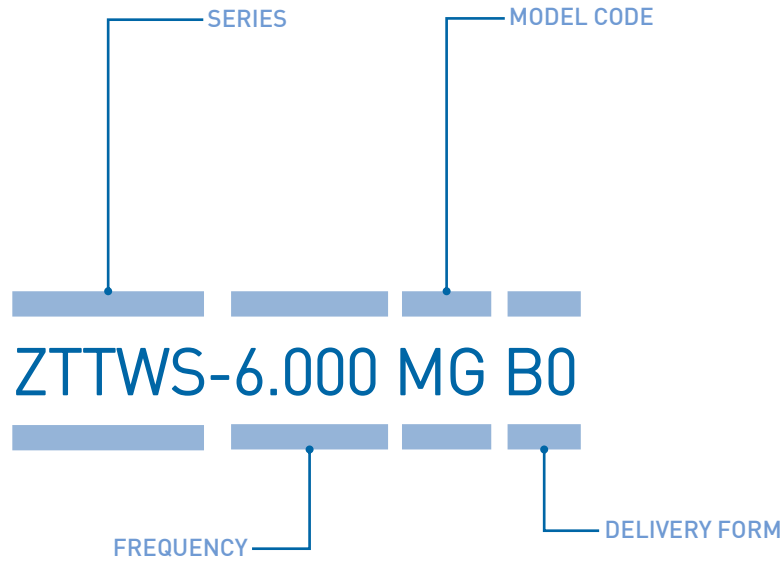 SERIES
MODEL CODE
ZTTWS-6.000 MG B0
DELIVERY FORM
FREQUENCY